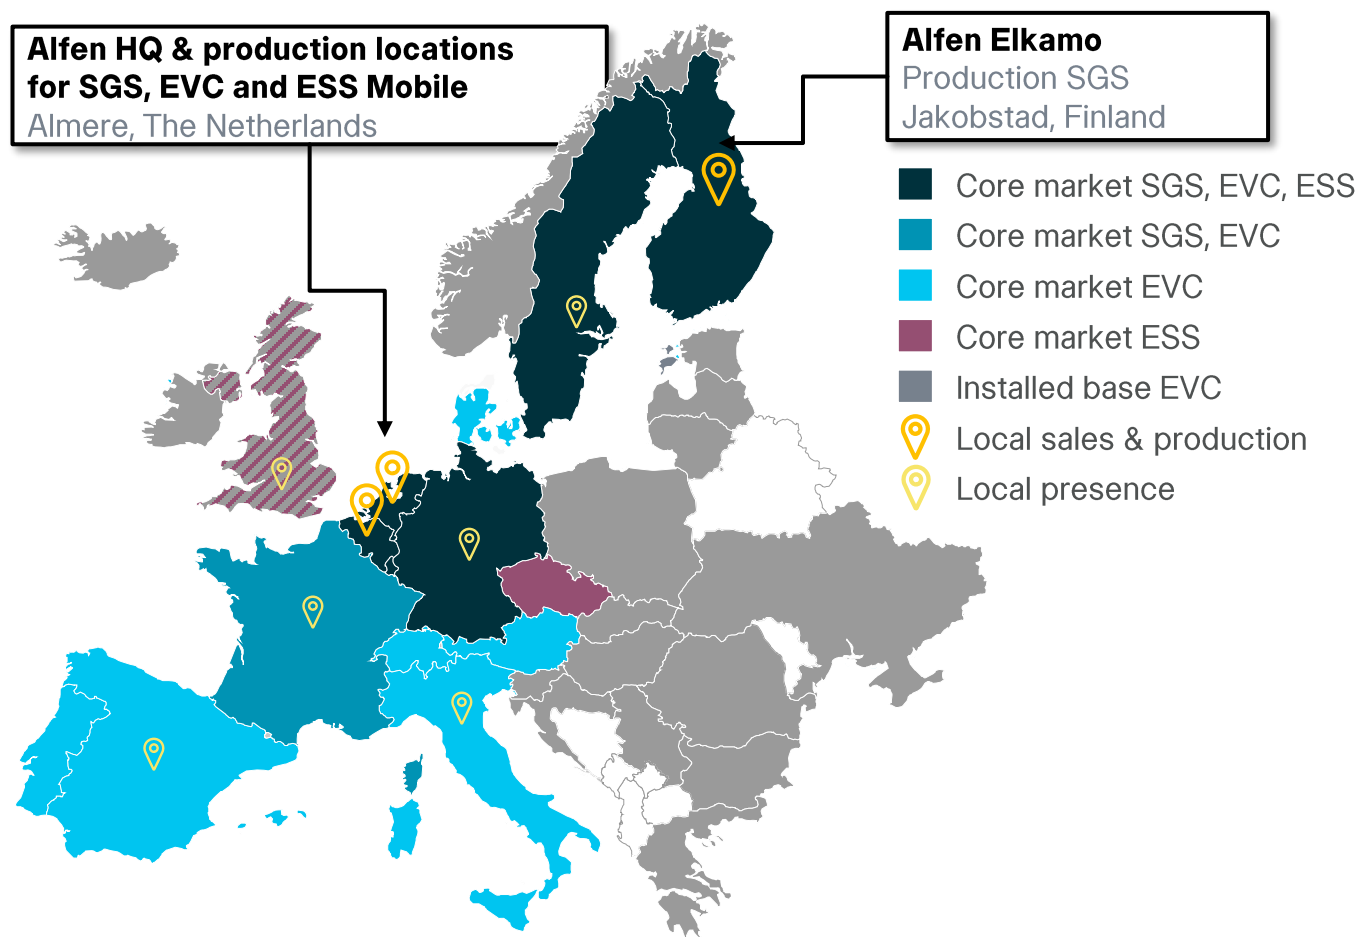 Alfen HQ & production locations
for SGS, EVC and ESS Mobile
Almere, The Netherlands
Alfen Elkamo
Production SGS
Jakobstad, Finland
Core market SGS, EVC, ESS
Core market SGS, EVC
Core market EVC
Core market ESS
Installed base EVC
Local sales & production
Local presence